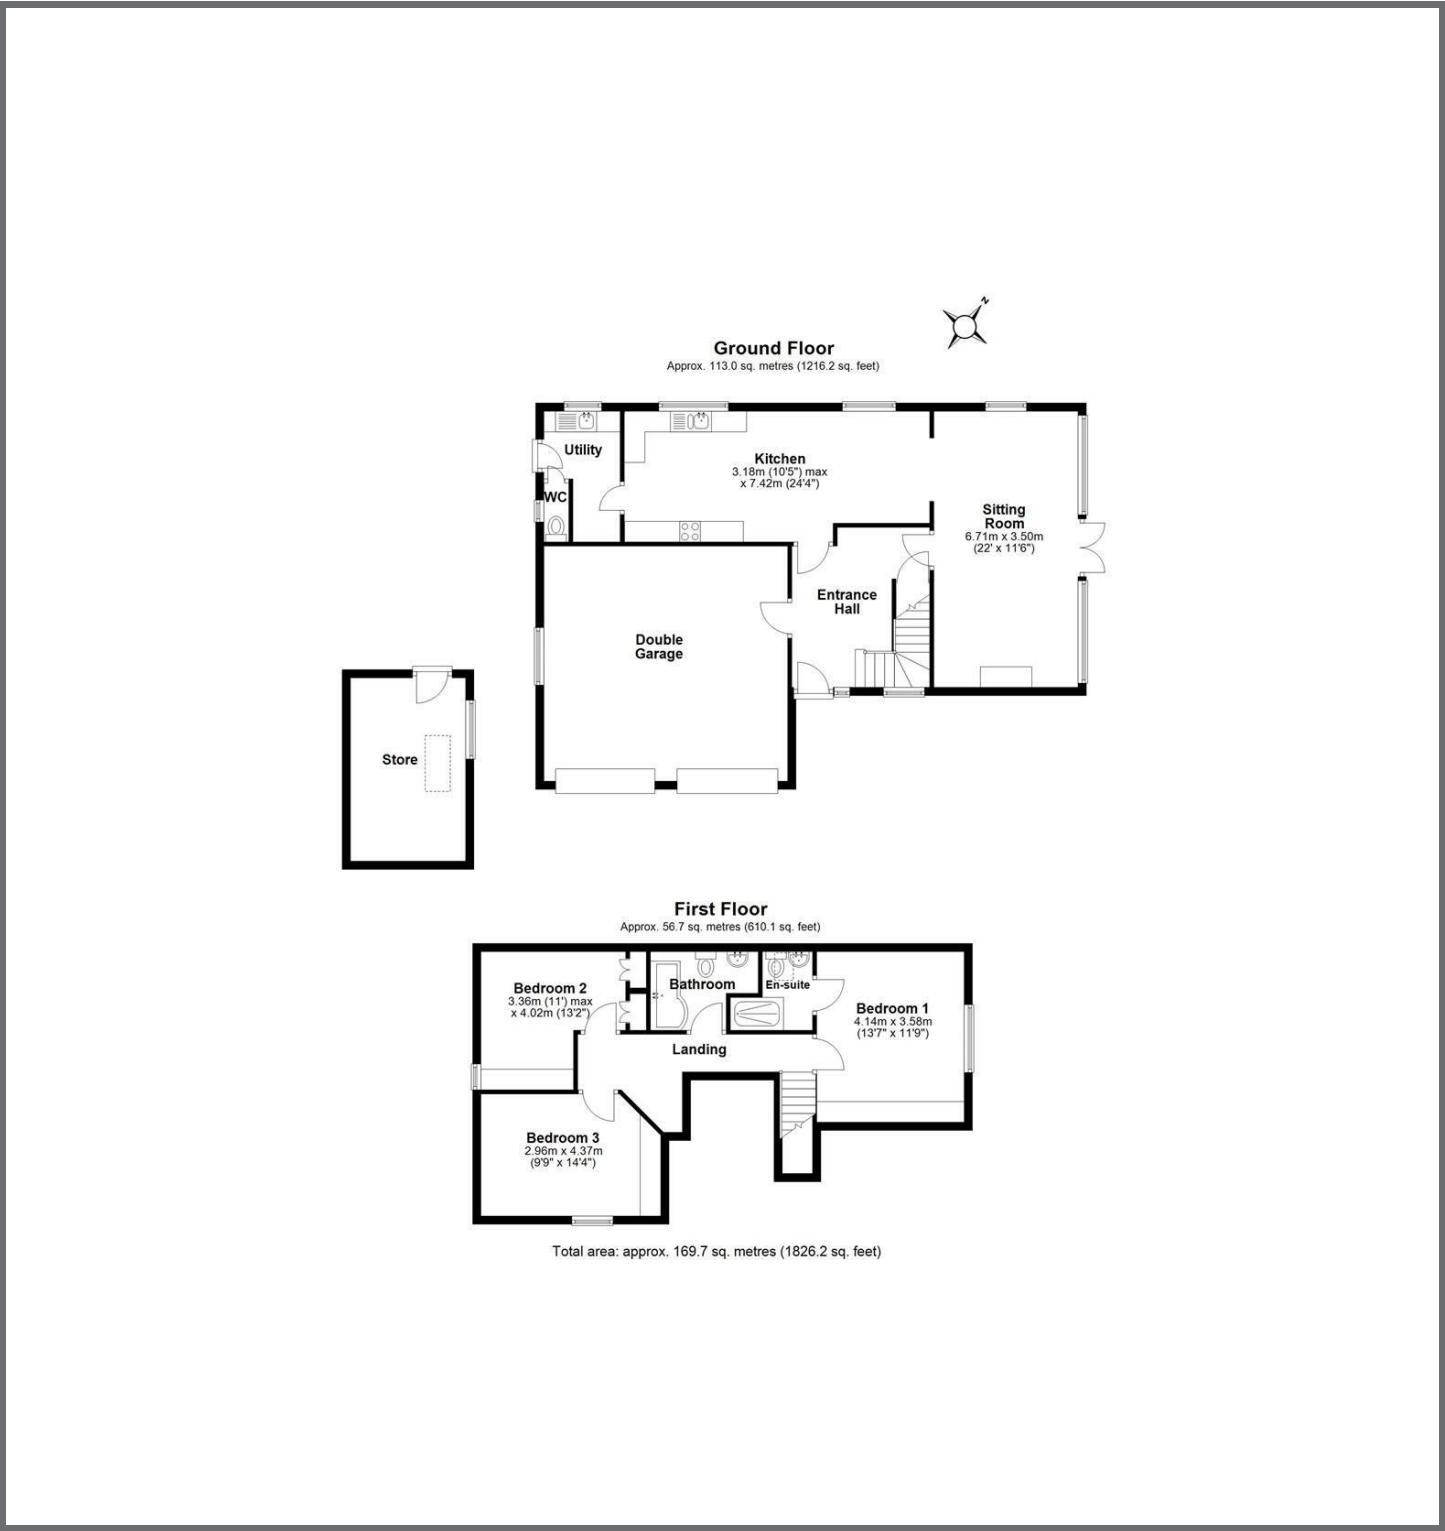 N
Ground Floor
Approx. 113.0 sq. metres (1216.2 sq. feet)
Utility
WC
Kitchen
3.18m (10'5") max
x 7.42m (24'4")
Sitting
Room
6.71m x 3.50m
(22' x 11'6")
Entrance
Hall
Double
Garage
Store
First Floor
Approx. 56.7 sq. metres (610.1 sq. feet)
Bedroom 2
3.36m (11') max
x 4.02m (13'2")
Bathroom
En-suite
Bedroom 1
4.14m x 3.58m
(13'7" x 11'9")
Landing
Bedroom 3
2.96m x 4.37m
(9'9" x 14'4")
Total area: approx. 169.7 sq. metres (1826.2 sq. feet)